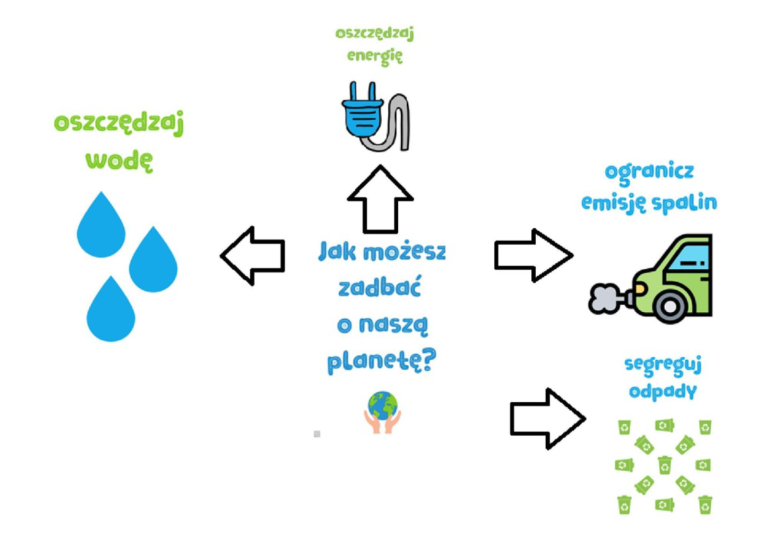 oszczędzaj
energię
oszczędzaj
wodę
ogranicz
emisję spalin
Jak możesz
zadbać
o naszą
planetę?
segreguj
odpady